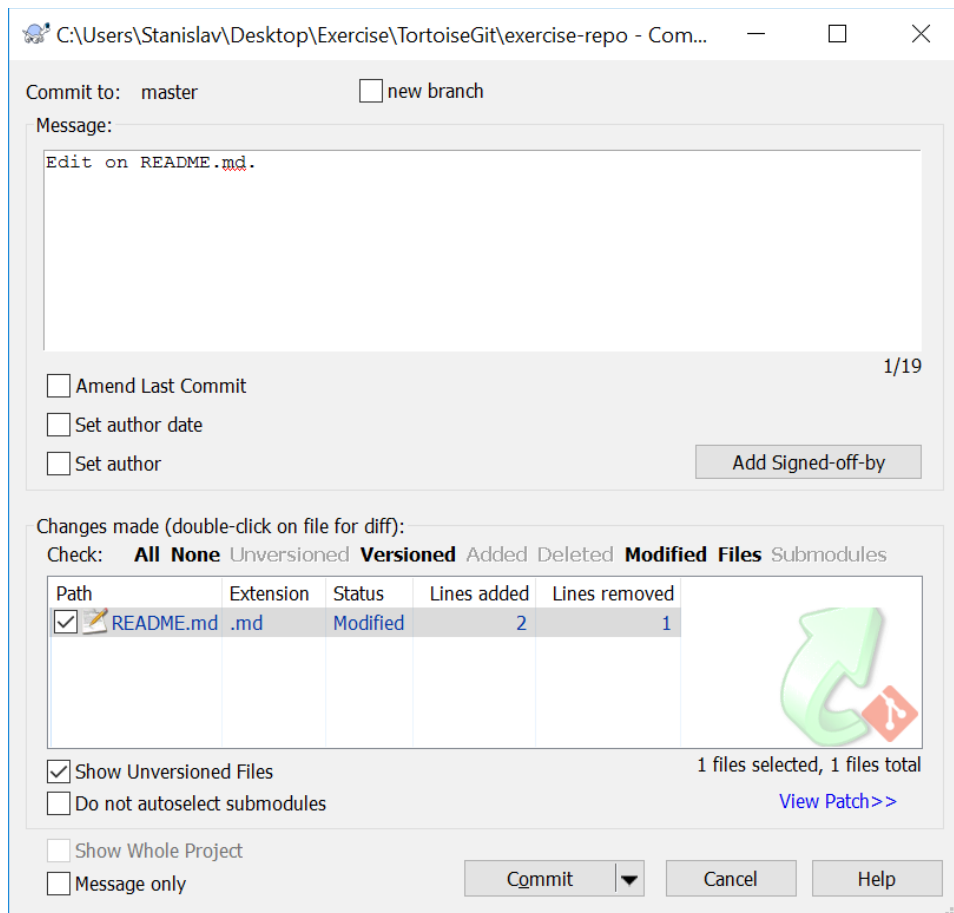 C:\Users\Stanislav\Desktop\Exercise\TortoiseGit\exercise-repo - Com...
Commit to: master new branch
Message:
Edit on README.md.
1/19
Amend Last Commit
Set author date
Set author Add Signed-off-by
Changes made (double-click on file for diff):
Check: All None Unversioned Versioned Added Deleted Modified Files Submodules
Path Extension Status Lines added Lines removed
README.md .md Modified 2 1
Show Unversioned Files 1 files selected, 1 files total
Do not autoselect submodules View Patch>>
Show Whole Project
Message only Commit Cancel Help